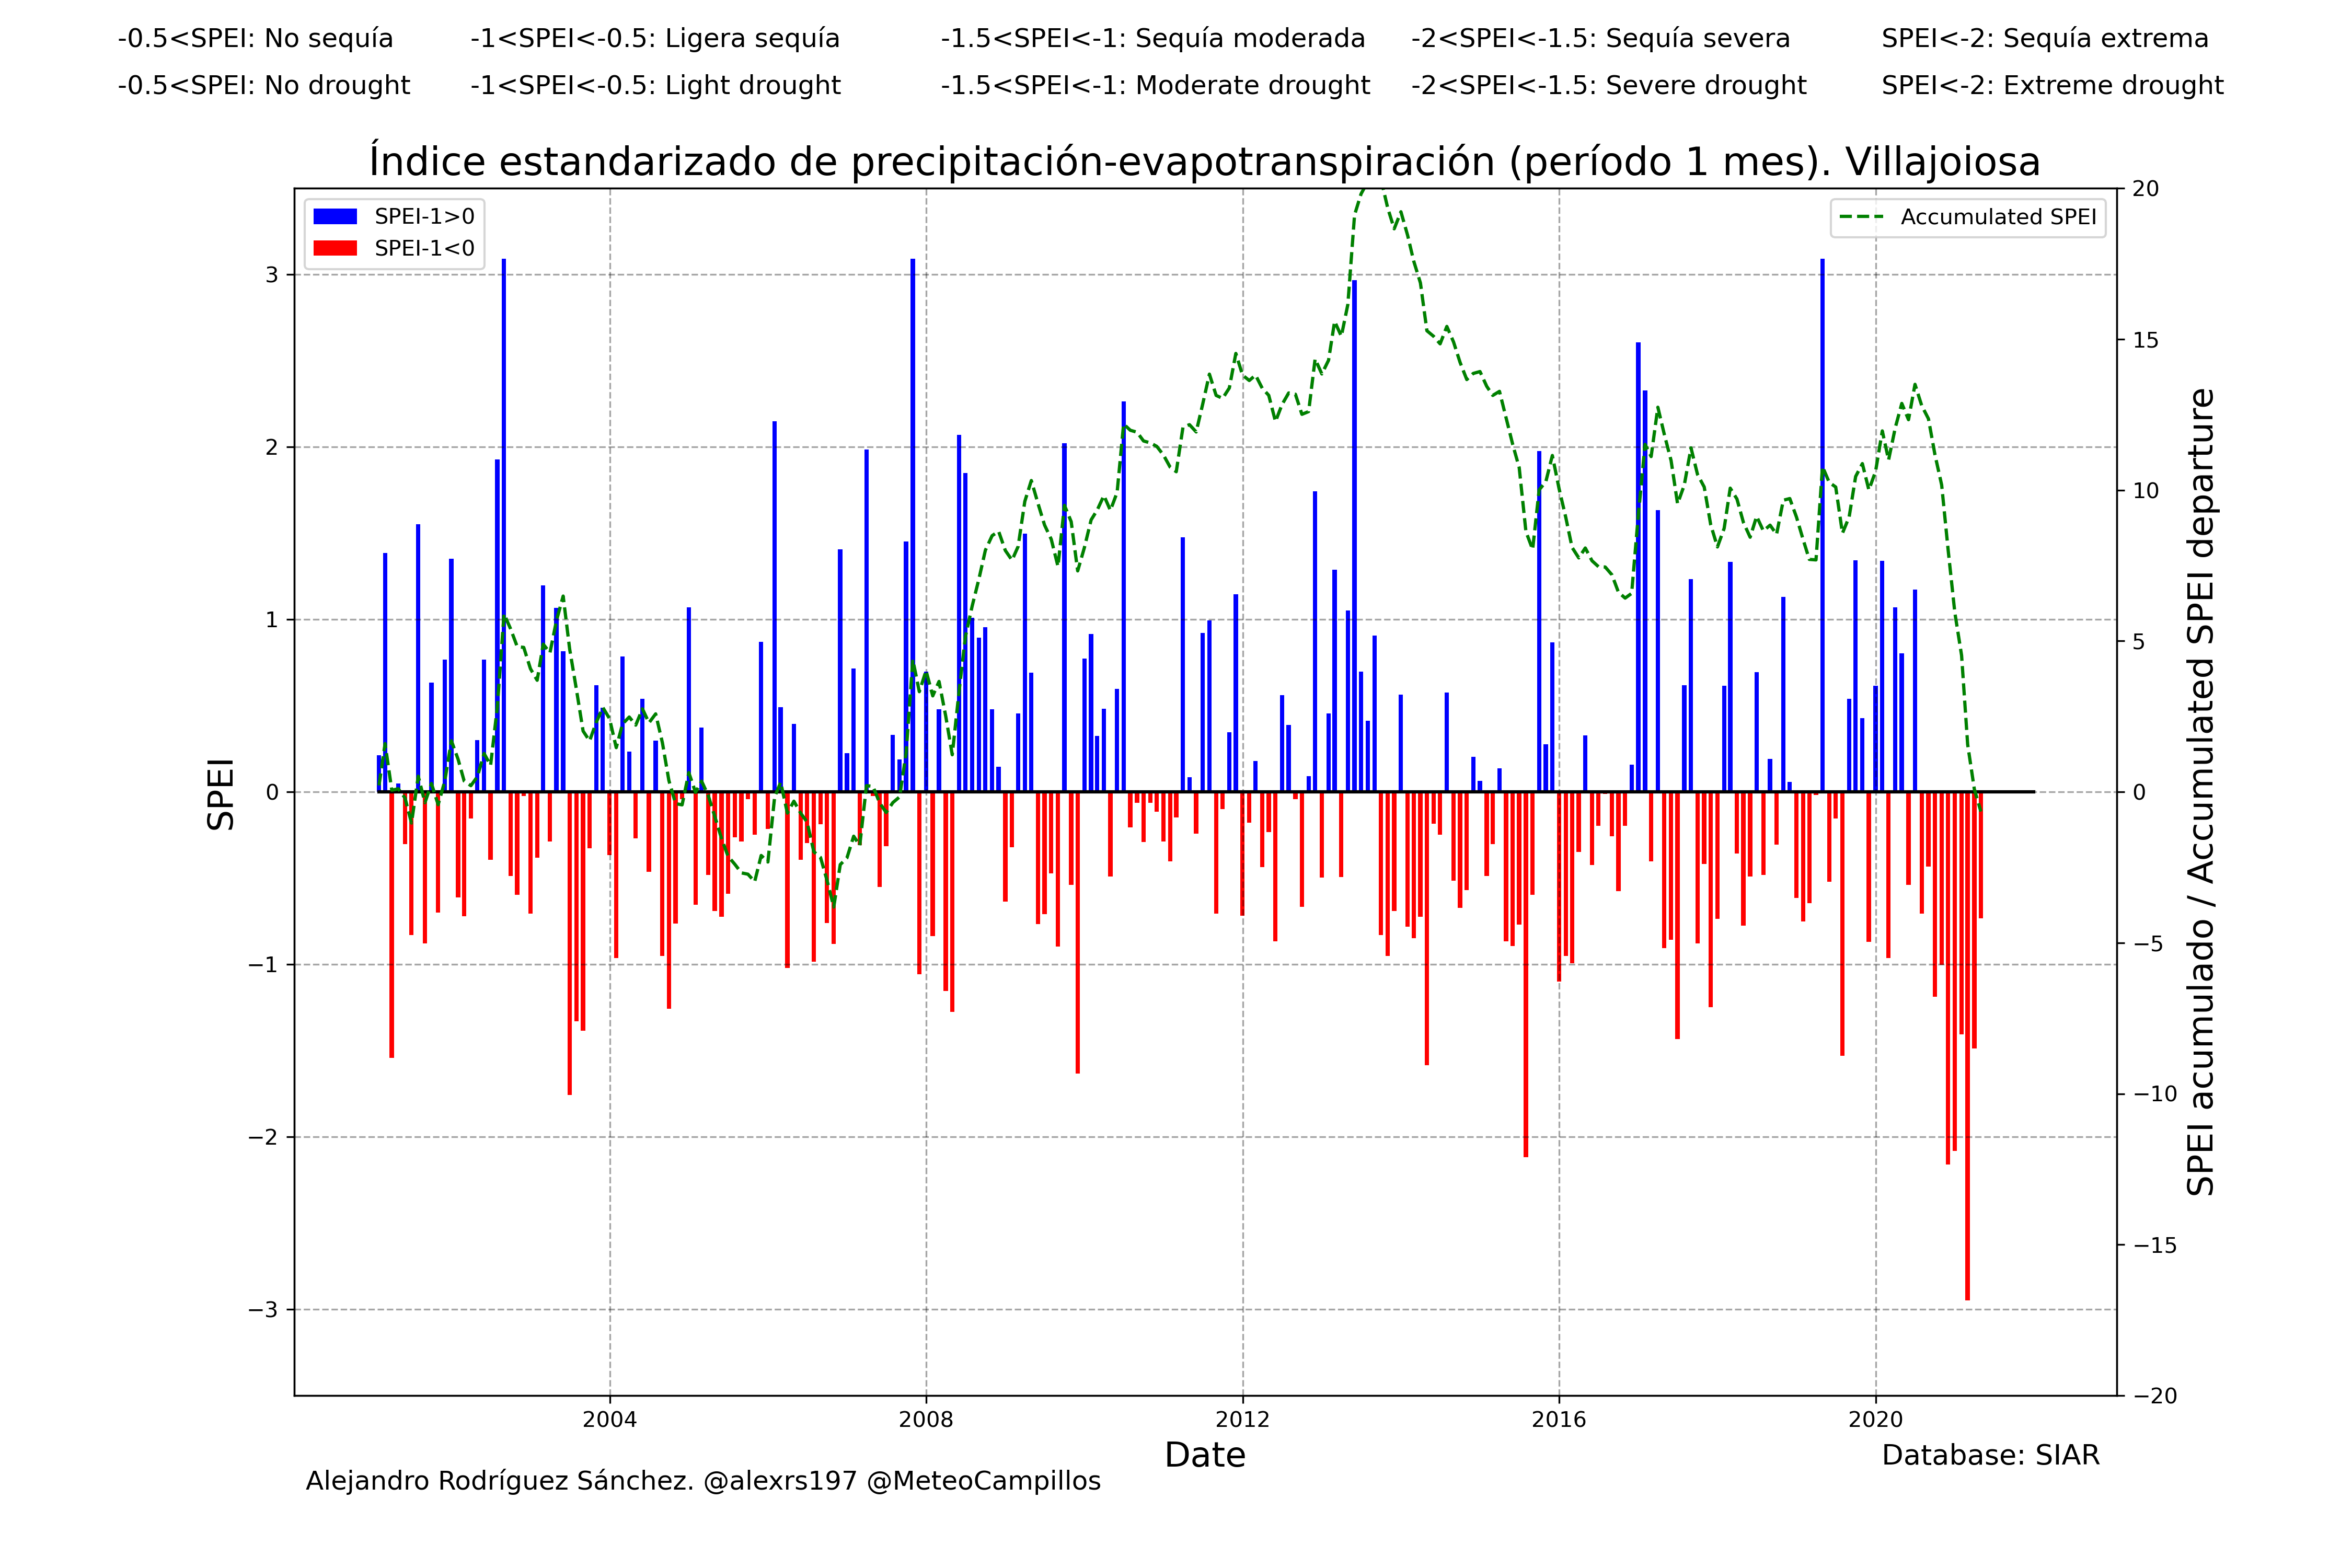 -0.5<SPEI: No sequía -1<SPEI<-0.5: Ligera sequía -1.5<SPEI<-1: Sequía moderada -2<SPEI<-1.5: Sequía severa SPEI<-2: Sequía extrema
-0.5<SPEI: No drought -1<SPEI<-0.5: Light drought -1.5<SPEI<-1: Moderate drought -2<SPEI<-1.5: Severe drought SPEI<-2: Extreme drought
Índice estandarizado de precipitación-evapotranspiración (período 1 mes). Villajoiosa
SPEI-1>0
SPEI-1<0
Accumulated SPEI
SPEI
3
2
1
0
−1
−2
−3
20
15
10
5
0
−5
−10
−15
−20
SPEI acumulado / Accumulated SPEI departure
2004 2008 2012 2016 2020
Date
Database: SIAR
Alejandro Rodríguez Sánchez. @alexrs197 @MeteoCampillos